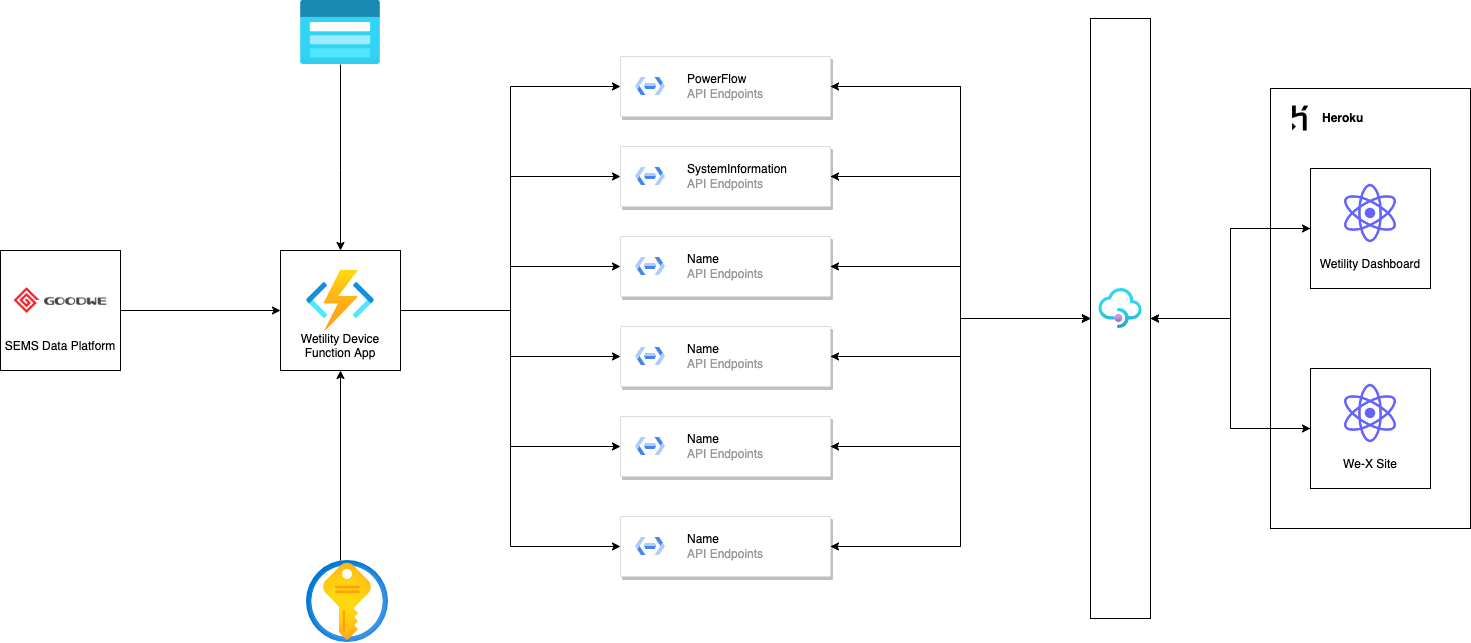 PowerFlow
API Endpoints
SystemInformation
API Endpoints
Name
API Endpoints
Name
API Endpoints
Name
API Endpoints
Name
API Endpoints
GOODWE
SEMS Data Platform
Wetility Device
Function App
Heroku
Wetility Dashboard
We-X Site